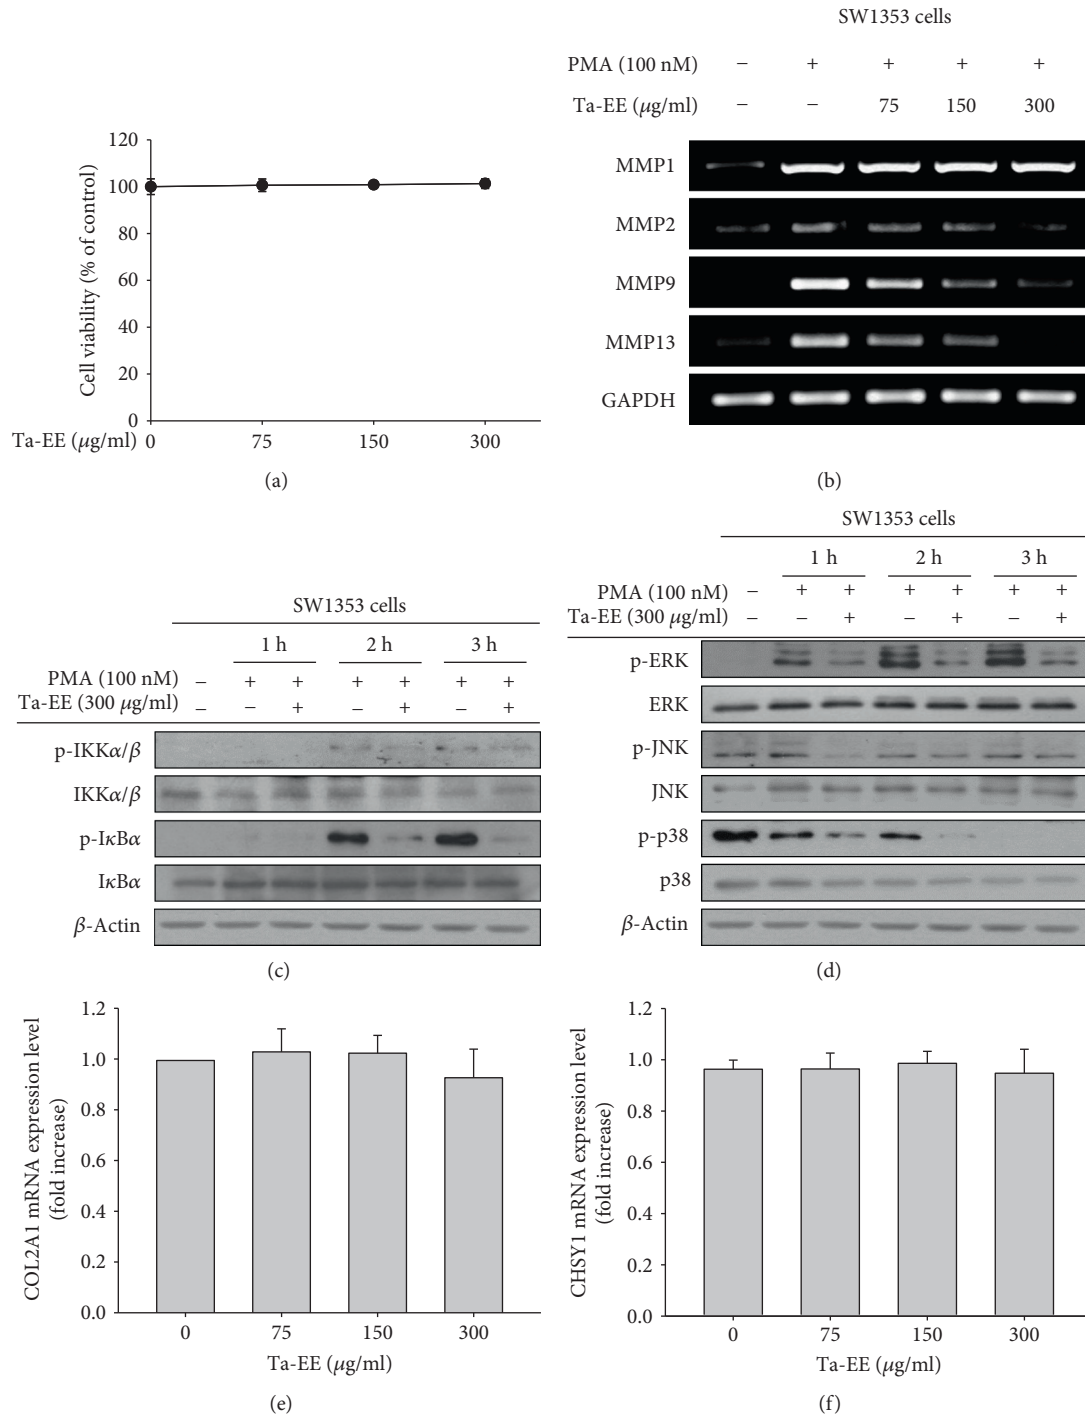 120
100
80
60
40
20
0
Cell viability (% of control)
Ta-EE (μg/ml) 0 75 150 300
(a)
SW1353 cells
PMA (100 nM) − + + + +
Ta-EE (μg/ml) − − 75 150 300
MMP1
MMP2
MMP9
MMP13
GAPDH
(b)
SW1353 cells
1 h 2 h 3 h
PMA (100 nM) − + + + + + +
Ta-EE (300 μg/ml) − − + − + − +
p-IKKα/β
IKKα/β
p-IκBα
IκBα
β-Actin
(c)
SW1353 cells
1 h 2 h 3 h
PMA (100 nM) − + + + + + +
Ta-EE (300 μg/ml) − − + − + − +
p-ERK
ERK
p-JNK
JNK
p-p38
p38
β-Actin
(d)
COL2A1 mRNA expression level
(fold increase)
1.2
1.0
0.8
0.6
0.4
0.2
0.0
0 75 150 300
Ta-EE (μg/ml)
(e)
CHSY1 mRNA expression level
(fold increase)
1.2
1.0
0.8
0.6
0.4
0.2
0.0
0 75 150 300
Ta-EE (μg/ml)
(f)